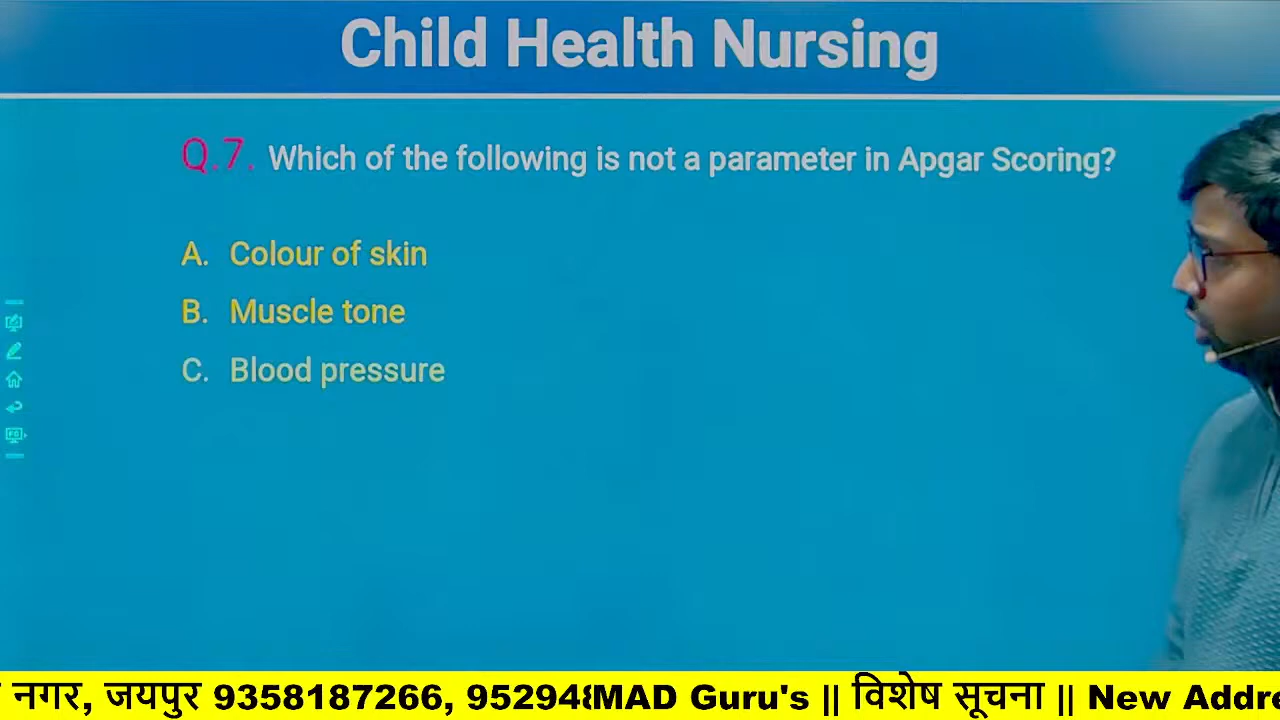 Child Health Nursing
Q.7. Which of the following is not a parameter in Apgar Scoring?
A. Colour of skin
B. Muscle tone
C. Blood pressure
नगर, जयपुर 9358187266, 95294 MAD Guru's || विशेष सूचना || New Addr